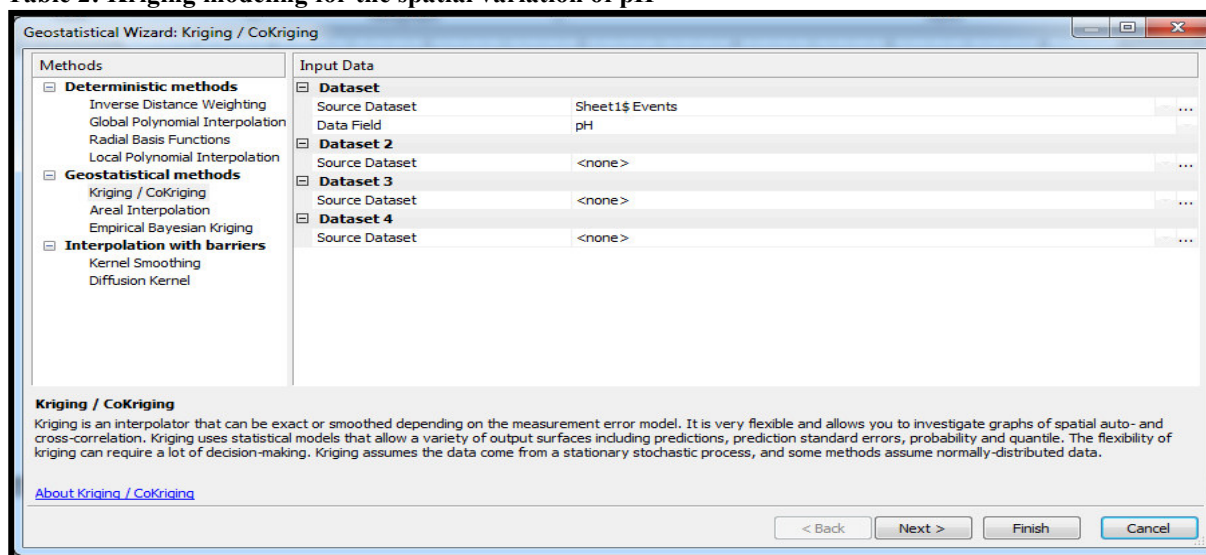 Table 2: Kriging modeling for the spatial variation of pH
Geostatistical Wizard: Kriging / CoKriging
Methods
Deterministic methods
Inverse Distance Weighting
Global Polynomial Interpolation
Radial Basis Functions
Local Polynomial Interpolation
Geostatistical methods
Kriging / CoKriging
Areal Interpolation
Empirical Bayesian Kriging
Interpolation with barriers
Kernel Smoothing
Diffusion Kernel
Input Data
Dataset
Source Dataset Sheet1$ Events ...
Data Field pH
Dataset 2
Source Dataset <none> ...
Dataset 3
Source Dataset <none> ...
Dataset 4
Source Dataset <none> ...
Kriging / CoKriging
Kriging is an interpolator that can be exact or smoothed depending on the measurement error model. It is very flexible and allows you to investigate graphs of spatial auto- and
cross-correlation. Kriging uses statistical models that allow a variety of output surfaces including predictions, prediction standard errors, probability and quantile. The flexibility of
kriging can require a lot of decision-making. Kriging assumes the data come from a stationary stochastic process, and some methods assume normally-distributed data.
About Kriging / CoKriging
< Back Next > Finish Cancel